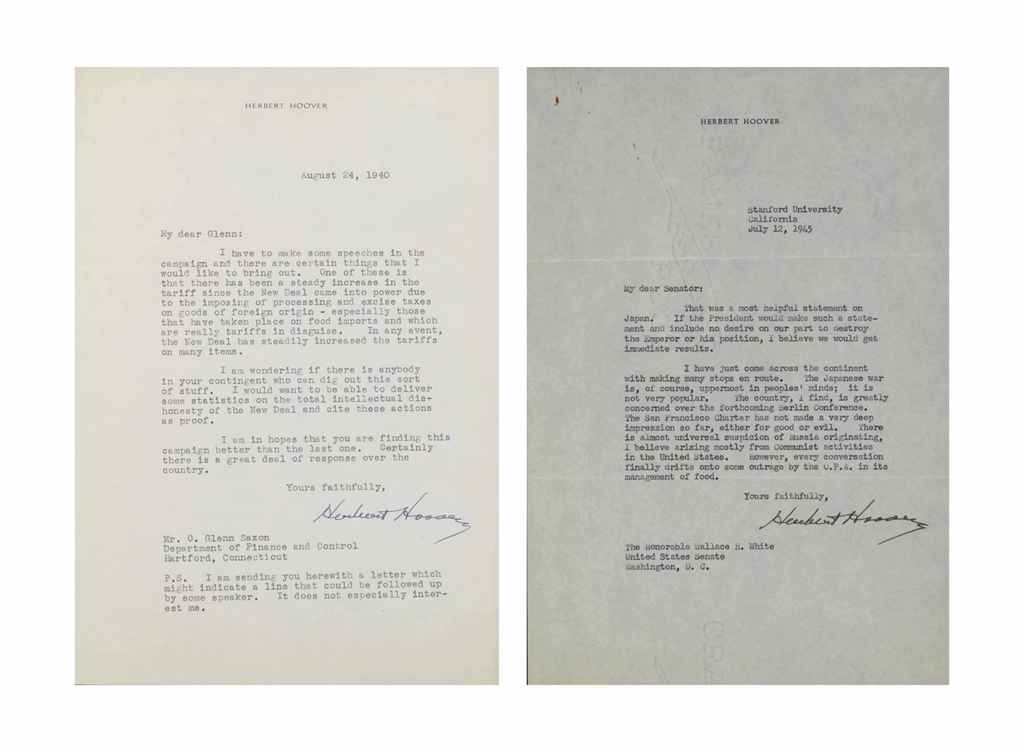 HERBERT HOOVER
August 24, 1940
My dear Glenn:
I have to make some speeches in the
campaign and there are certain things that I
would like to bring out. One of these is
that there has been a steady increase in the
tariff since the New Deal came into power due
to the imposing of processing and excise taxes
on goods of foreign origin - especially those
that have taken place on food imports and which
are really tariffs in disguise. In any event,
the New Deal has steadily increased the tariffs
on many items.
I am wondering if there is anybody
in your contingent who can dig out this sort
of stuff. I would want to be able to deliver
some statistics on the total intellectual dis-
honesty of the New Deal and cite these actions
as proof.
I am in hopes that you are finding this
campaign better than the last one. Certainly
there is a great deal of response over the
country.
Yours faithfully,
Herbert Hoover
Mr. O. Glenn Saxon
Department of Finance and Control
Hartford, Connecticut
P.S. I am sending you herewith a letter which
might indicate a line that could be followed up
by some speaker. It does not especially inter-
est me.
HERBERT HOOVER
Stanford University
California
July 12, 1945
My dear Senator:
That was a most helpful statement on
Japan. If the President would make such a state-
ment and include no desire on our part to destroy
the Emperor or his position, I believe we would get
immediate results.
I have just come across the continent
with making many stops en route. The Japanese war
is, of course, uppermost in peoples' minds; it is
not very popular. The country, I find, is greatly
concerned over the forthcoming Berlin Conference.
The San Francisco Charter has not made a very deep
impression so far, either for good or evil. There
is almost universal suspicion of Russia originating,
I believe arising mostly from Communist activities
in the United States. However, every conversation
finally drifts onto some outrage by the O.P.A. in its
management of food.
Yours faithfully,
Herbert Hoover
The Honorable Wallace H. White
United States Senate
Washington, D. C.